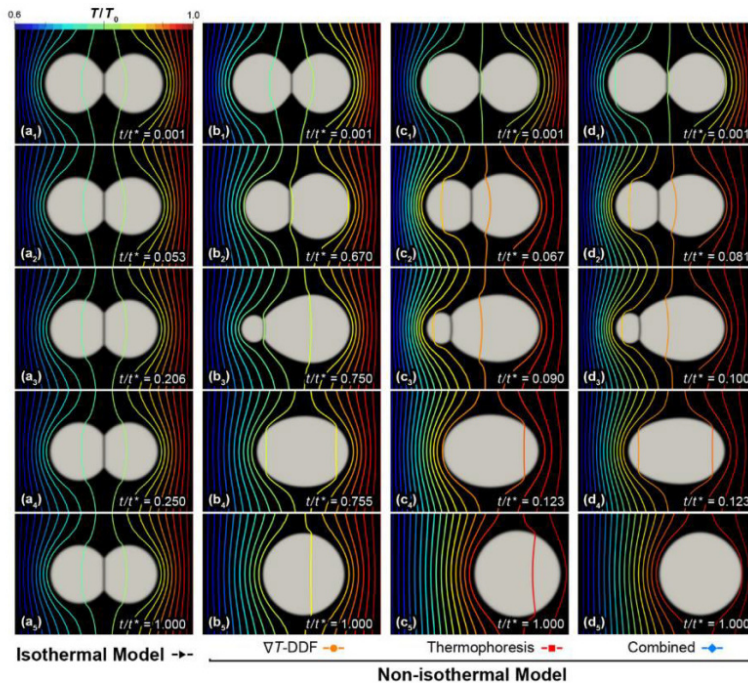 0.6 T/T₀ 1.0
(a₁) t/t* = 0.001 (b₁) t/t* = 0.001 (c₁) t/t* = 0.001 (d₁) t/t* = 0.001
(a₂) t/t* = 0.053 (b₂) t/t* = 0.670 (c₂) t/t* = 0.067 (d₂) t/t* = 0.081
(a₃) t/t* = 0.206 (b₃) t/t* = 0.750 (c₃) t/t* = 0.090 (d₃) t/t* = 0.100
(a₄) t/t* = 0.250 (b₄) t/t* = 0.755 (c₄) t/t* = 0.123 (d₄) t/t* = 0.123
(a₅) t/t* = 1.000 (b₅) t/t* = 1.000 (c₅) t/t* = 1.000 (d₅) t/t* = 1.000
Isothermal Model ∇T-DDF Thermophoresis Combined
Non-isothermal Model